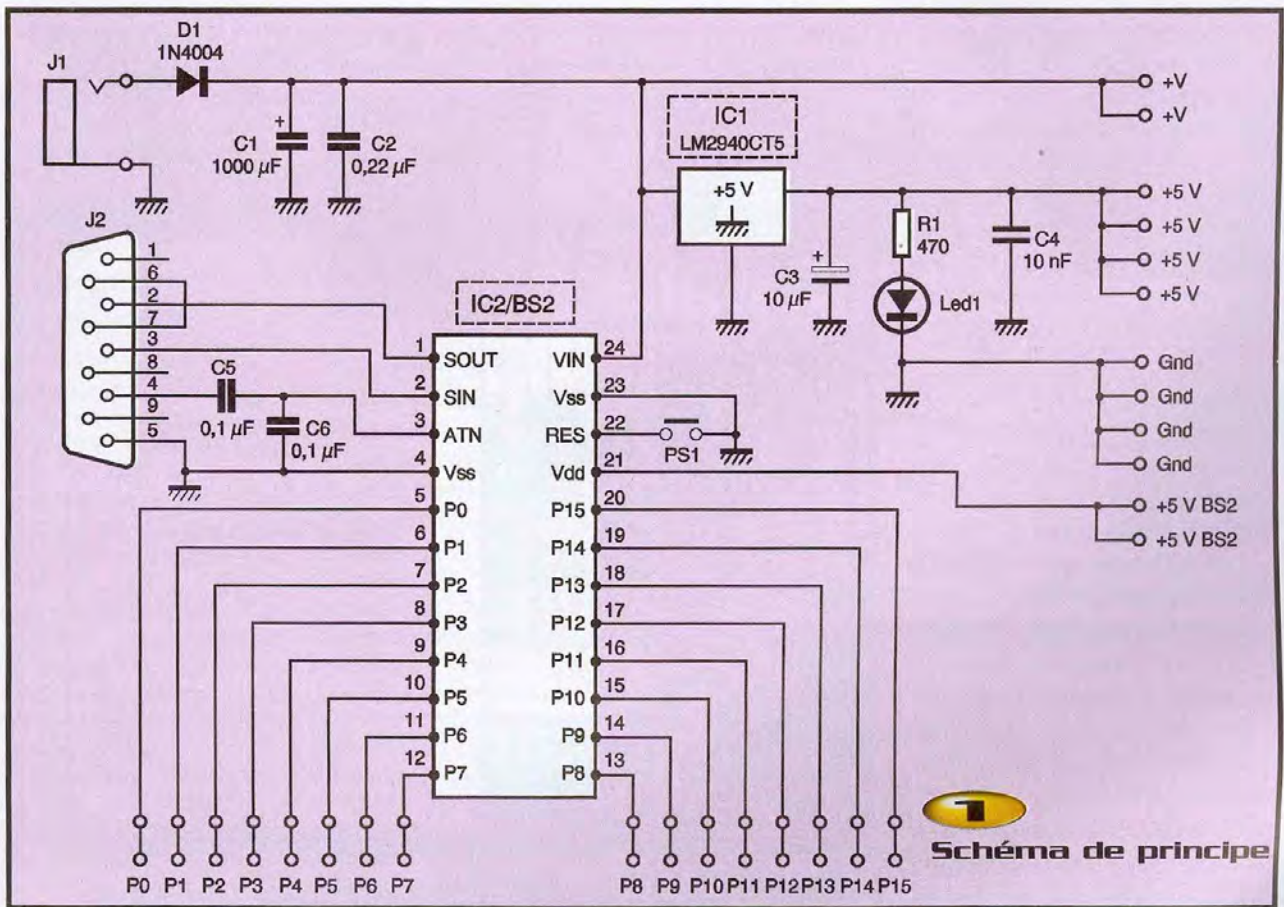 D1
1N4004
J1
+V
+V
C1
1000 µF
+
C2
0,22 µF
IC1
LM2940CT5
+5 V
+5 V
+5 V
+5 V
+5 V
R1
470
C3
10 µF
+
Led1
C4
10 nF
Gnd
Gnd
Gnd
Gnd
+5 V BS2
+5 V BS2
J2
1
6
2
7
3
8
4
9
5
C5
0,1 µF
C6
0,1 µF
IC2/BS2
1 SOUT VIN 24
2 SIN Vss 23
3 ATN RES 22
PS1
4 Vss Vdd 21
5 P0 P15 20
6 P1 P14 19
7 P2 P13 18
8 P3 P12 17
9 P4 P11 16
10 P5 P10 15
11 P6 P9 14
12 P7 P8 13
P0 P1 P2 P3 P4 P5 P6 P7
P8 P9 P10 P11 P12 P13 P14 P15
1
Schéma de principe